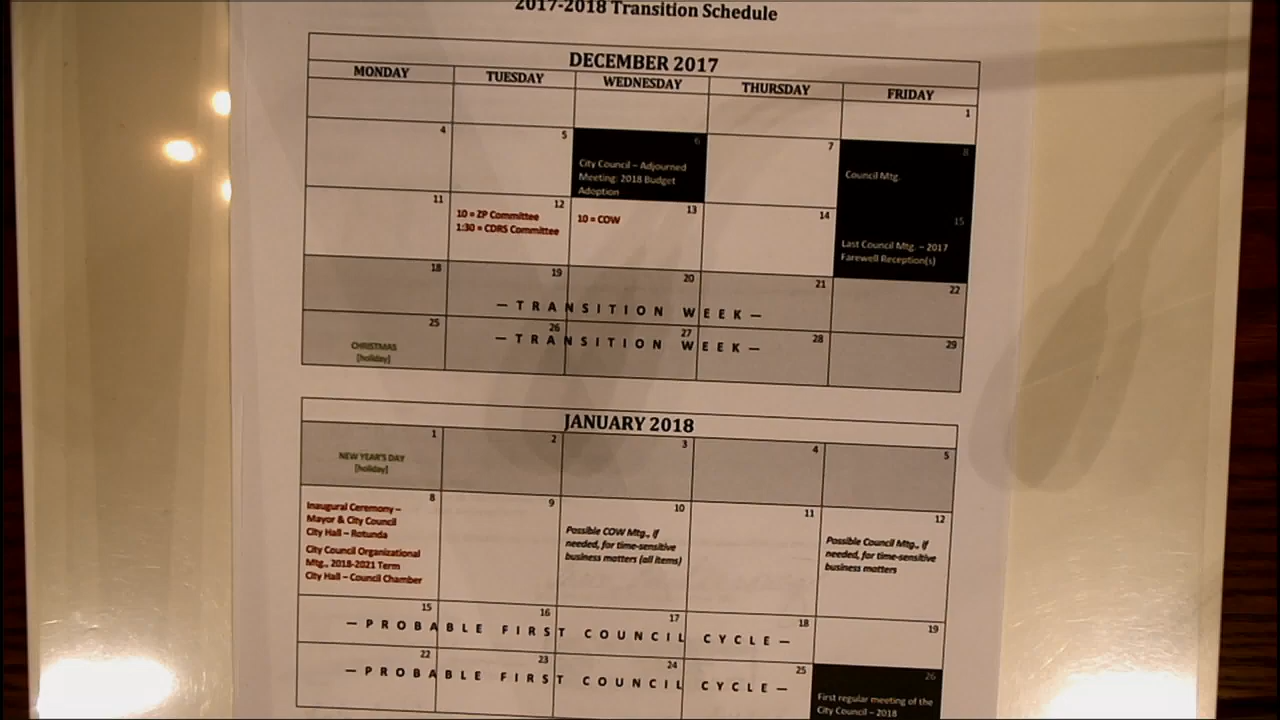 2017-2018 Transition Schedule
DECEMBER 2017
MONDAY TUESDAY WEDNESDAY THURSDAY FRIDAY
1
4 5 6 7 8
City Council – Adjourned
Meeting: 2018 Budget
Adoption
Council Mtg.
11 12 13 14 15
10 = ZP Committee
1:30 = CDRS Committee
10 = COW
Last Council Mtg. – 2017
Farewell Reception(s)
18 19 20 21 22
— TRANSITION WEEK —
25 26 27 28 29
CHRISTMAS
[holiday]
— TRANSITION WEEK —
JANUARY 2018
1 2 3 4 5
NEW YEAR'S DAY
[holiday]
8 9 10 11 12
Inaugural Ceremony –
Mayor & City Council
City Hall – Rotunda
City Council Organizational
Mtg., 2018-2021 Term
City Hall – Council Chamber
Possible COW Mtg., if
needed, for time-sensitive
business matters (all items)
Possible Council Mtg., if
needed, for time-sensitive
business matters
15 16 17 18 19
— PROBABLE FIRST COUNCIL CYCLE —
22 23 24 25 26
— PROBABLE FIRST COUNCIL CYCLE —
First regular meeting of the
City Council – 2018